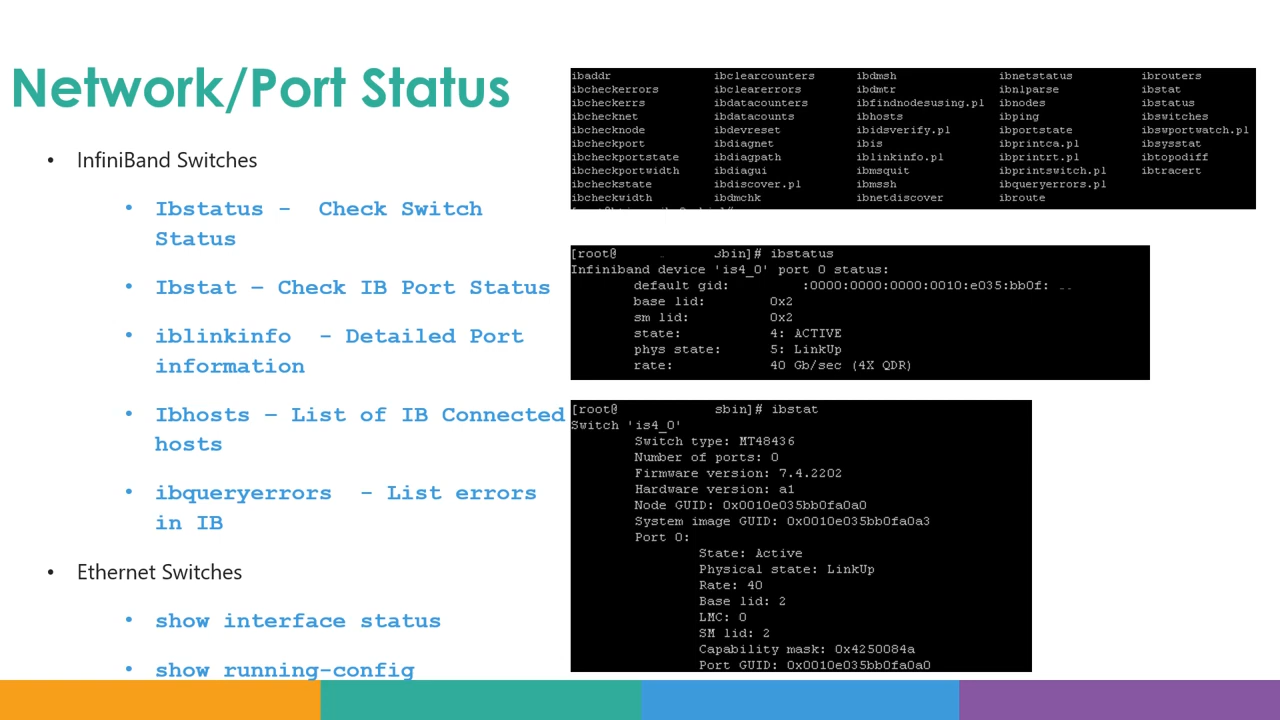 Network/Port Status
• InfiniBand Switches
• Ibstatus - Check Switch
Status
• Ibstat – Check IB Port Status
• iblinkinfo - Detailed Port
information
• Ibhosts – List of IB Connected
hosts
• ibqueryerrors - List errors
in IB
• Ethernet Switches
• show interface status
• show running-config
ibaddr ibclearcounters ibdmsh ibnetstatus ibrouters
ibcheckerrors ibclearerrors ibdmtr ibnlparse ibstat
ibcheckerrs ibdatacounters ibfindnodesusing.pl ibnodes ibstatus
ibchecknet ibdatacounts ibhosts ibping ibswitches
ibchecknode ibdevreset ibidsverify.pl ibportstate ibswportwatch.pl
ibcheckport ibdiagnet ibis ibprintca.pl ibsysstat
ibcheckportstate ibdiagpath iblinkinfo.pl ibprintrt.pl ibtopodiff
ibcheckportwidth ibdiagui ibmsquit ibprintswitch.pl ibtracert
ibcheckstate ibdiscover.pl ibmssh ibqueryerrors.pl
ibcheckwidth ibdmchk ibnetdiscover ibroute
[root@ sbin]# ibstatus
Infiniband device 'is4_0' port 0 status:
default gid: :0000:0000:0000:0010:e035:bb0f:
base lid: 0x2
sm lid: 0x2
state: 4: ACTIVE
phys state: 5: LinkUp
rate: 40 Gb/sec (4X QDR)
[root@ sbin]# ibstat
Switch 'is4_0'
Switch type: MT48436
Number of ports: 0
Firmware version: 7.4.2202
Hardware version: a1
Node GUID: 0x0010e035bb0fa0a0
System image GUID: 0x0010e035bb0fa0a3
Port 0:
State: Active
Physical state: LinkUp
Rate: 40
Base lid: 2
LMC: 0
SM lid: 2
Capability mask: 0x4250084a
Port GUID: 0x0010e035bb0fa0a0